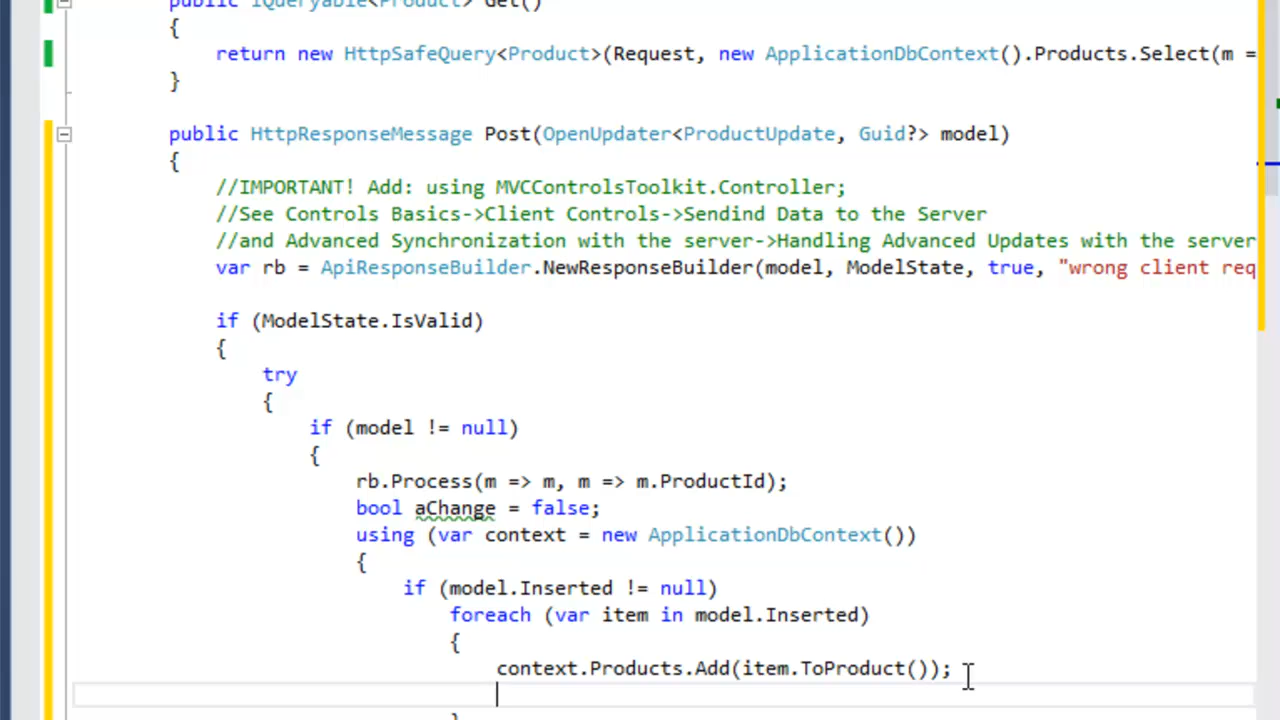 public IQueryable<Product> Get()
{
return new HttpSafeQuery<Product>(Request, new ApplicationDbContext().Products.Select(m =
}
public HttpResponseMessage Post(OpenUpdater<ProductUpdate, Guid?> model)
{
//IMPORTANT! Add: using MVCControlsToolkit.Controller;
//See Controls Basics->Client Controls->Sendind Data to the Server
//and Advanced Synchronization with the server->Handling Advanced Updates with the server
var rb = ApiResponseBuilder.NewResponseBuilder(model, ModelState, true, "wrong client req
if (ModelState.IsValid)
{
try
{
if (model != null)
{
rb.Process(m => m, m => m.ProductId);
bool aChange = false;
using (var context = new ApplicationDbContext())
{
if (model.Inserted != null)
foreach (var item in model.Inserted)
{
context.Products.Add(item.ToProduct());
}